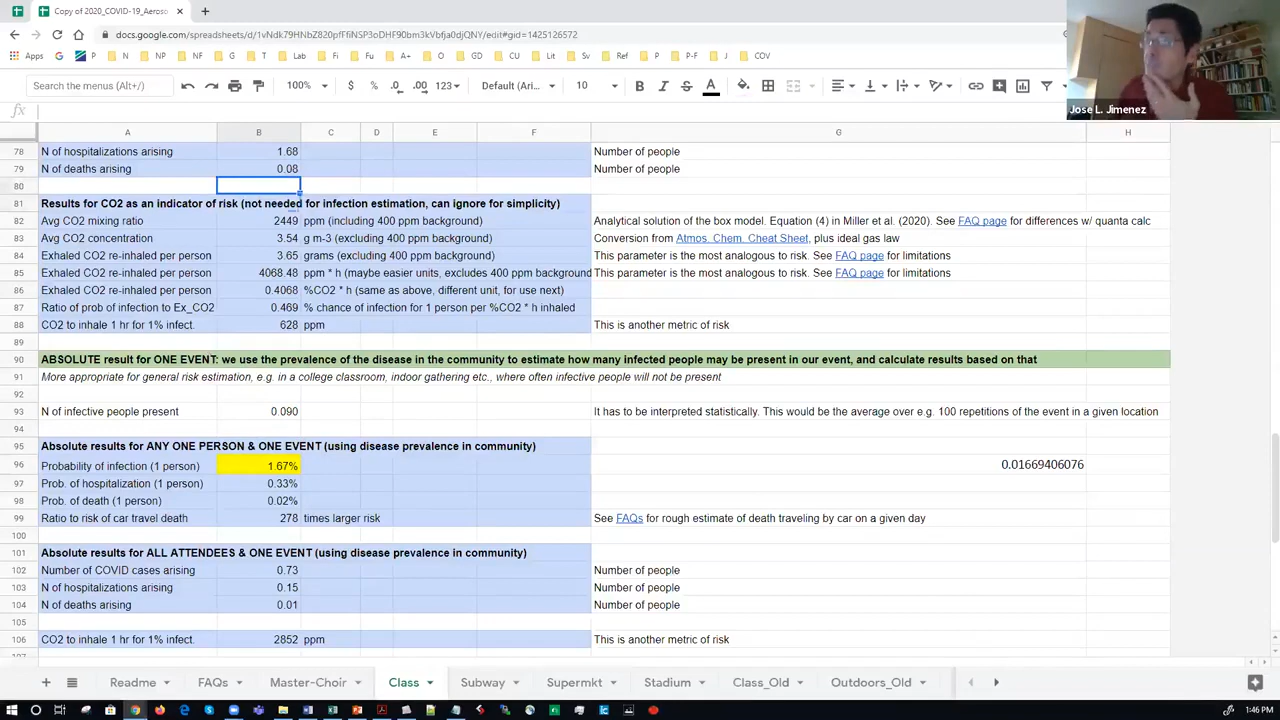 Copy of 2020_COVID-19_Aeroso
docs.google.com/spreadsheets/d/
Apps G P N NP NF G T Lab Fi Fu A+ O GD CU Lit Sv Ref P P-F J COV
Search the menus (Alt+/) 100% $ % .0 .00 123 Default (Ari... 10 B I S A
Jose L. Jimenez
fx
A B C D E F G H
78 N of hospitalizations arising 1.68 Number of people
79 N of deaths arising 0.08 Number of people
80
81 Results for CO2 as an indicator of risk (not needed for infection estimation, can ignore for simplicity)
82 Avg CO2 mixing ratio 2449 ppm (including 400 ppm background) Analytical solution of the box model. Equation (4) in Miller et al. (2020). See FAQ page for differences w/ quanta calc
83 Avg CO2 concentration 3.54 g m-3 (excluding 400 ppm background) Conversion from Atmos. Chem. Cheat Sheet, plus ideal gas law
84 Exhaled CO2 re-inhaled per person 3.65 grams (excluding 400 ppm background) This parameter is the most analogous to risk. See FAQ page for limitations
85 Exhaled CO2 re-inhaled per person 4068.48 ppm * h (maybe easier units, excludes 400 ppm background This parameter is the most analogous to risk. See FAQ page for limitations
86 Exhaled CO2 re-inhaled per person 0.4068 %CO2 * h (same as above, different unit, for use next)
87 Ratio of prob of infection to Ex_CO2 0.469 % chance of infection for 1 person per %CO2 * h inhaled
88 CO2 to inhale 1 hr for 1% infect. 628 ppm This is another metric of risk
89
90 ABSOLUTE result for ONE EVENT: we use the prevalence of the disease in the community to estimate how many infected people may be present in our event, and calculate results based on that
91 More appropriate for general risk estimation, e.g. in a college classroom, indoor gathering etc., where often infective people will not be present
92
93 N of infective people present 0.090 It has to be interpreted statistically. This would be the average over e.g. 100 repetitions of the event in a given location
94
95 Absolute results for ANY ONE PERSON & ONE EVENT (using disease prevalence in community)
96 Probability of infection (1 person) 1.67% 0.01669406076
97 Prob. of hospitalization (1 person) 0.33%
98 Prob. of death (1 person) 0.02%
99 Ratio to risk of car travel death 278 times larger risk See FAQs for rough estimate of death traveling by car on a given day
100
101 Absolute results for ALL ATTENDEES & ONE EVENT (using disease prevalence in community)
102 Number of COVID cases arising 0.73 Number of people
103 N of hospitalizations arising 0.15 Number of people
104 N of deaths arising 0.01 Number of people
105
106 CO2 to inhale 1 hr for 1% infect. 2852 ppm This is another metric of risk
Readme FAQs Master-Choir Class Subway Supermkt Stadium Class_Old Outdoors_Old
1:46 PM